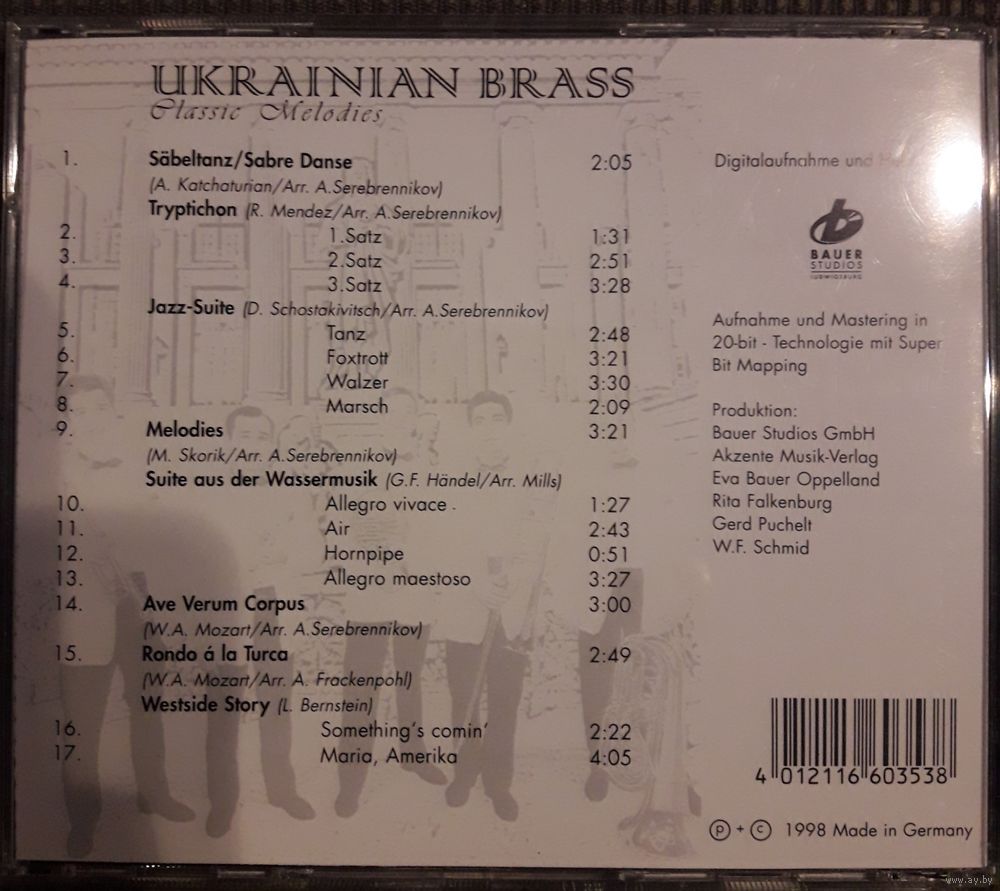 UKRAINIAN BRASS
Classic Melodies
1. Säbeltanz/Sabre Danse 2:05
(A. Katchaturian/Arr. A.Serebrennikov)
Tryptichon (R. Mendez/Arr. A.Serebrennikov)
2. 1.Satz 1:31
3. 2.Satz 2:51
4. 3.Satz 3:28
Jazz-Suite (D. Schostakivitsch/Arr. A.Serebrennikov)
5. Tanz 2:48
6. Foxtrott 3:21
7. Walzer 3:30
8. Marsch 2:09
9. Melodies 3:21
(M. Skorik/Arr. A.Serebrennikov)
Suite aus der Wassermusik (G.F. Händel/Arr. Mills)
10. Allegro vivace 1:27
11. Air 2:43
12. Hornpipe 0:51
13. Allegro maestoso 3:27
14. Ave Verum Corpus 3:00
(W.A. Mozart/Arr. A.Serebrennikov)
15. Rondo á la Turca 2:49
(W.A. Mozart/Arr. A. Frackenpohl)
Westside Story (L. Bernstein)
16. Something's comin' 2:22
17. Maria, Amerika 4:05
Digitalaufnahme und
b
BAUER
STUDIOS
LUDWIGSBURG
Aufnahme und Mastering in
20-bit - Technologie mit Super
Bit Mapping
Produktion:
Bauer Studios GmbH
Akzente Musik-Verlag
Eva Bauer Oppelland
Rita Falkenburg
Gerd Puchelt
W.F. Schmid
4 012116 603538
℗ + © 1998 Made in Germany
www.ay.by